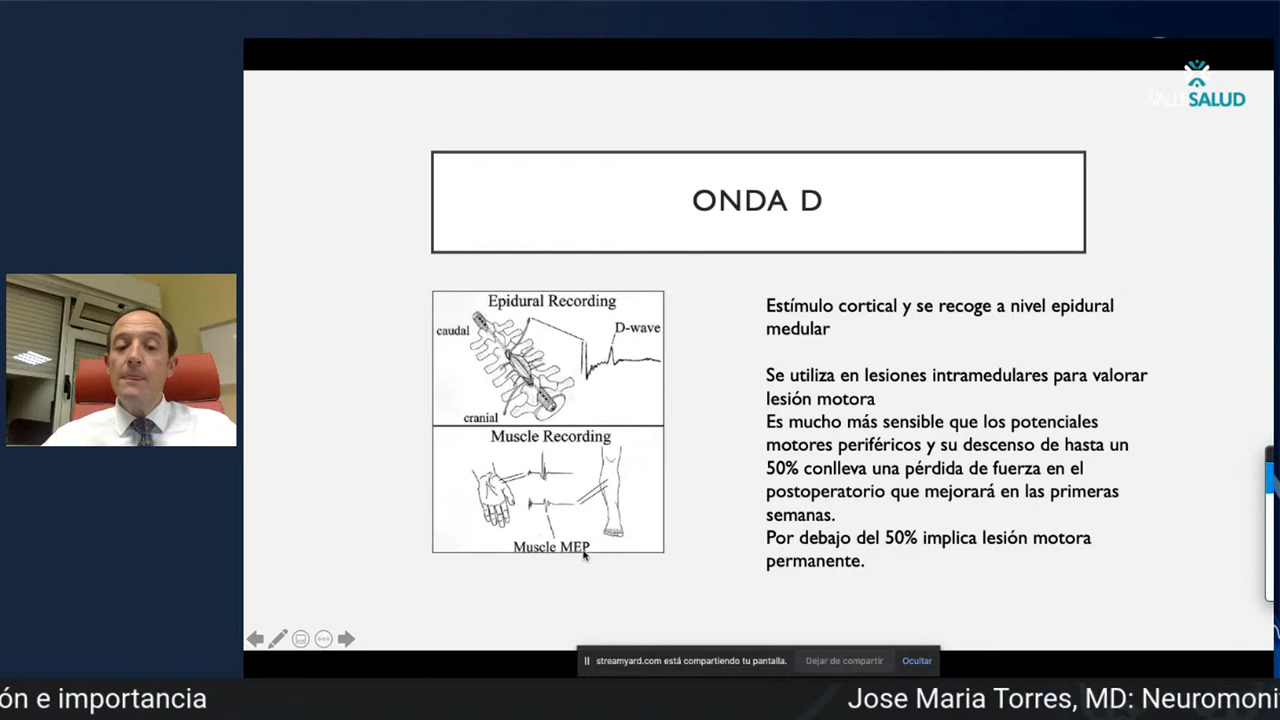 VALLE SALUD
ONDA D
Epidural Recording
caudal
D-wave
cranial
Muscle Recording
Muscle MEP
Estímulo cortical y se recoge a nivel epidural
medular
Se utiliza en lesiones intramedulares para valorar
lesión motora
Es mucho más sensible que los potenciales
motores periféricos y su descenso de hasta un
50% conlleva una pérdida de fuerza en el
postoperatorio que mejorará en las primeras
semanas.
Por debajo del 50% implica lesión motora
permanente.
streamyard.com está compartiendo tu pantalla.
Dejar de compartir
Ocultar
ón e importancia
Jose Maria Torres, MD: Neuromoni